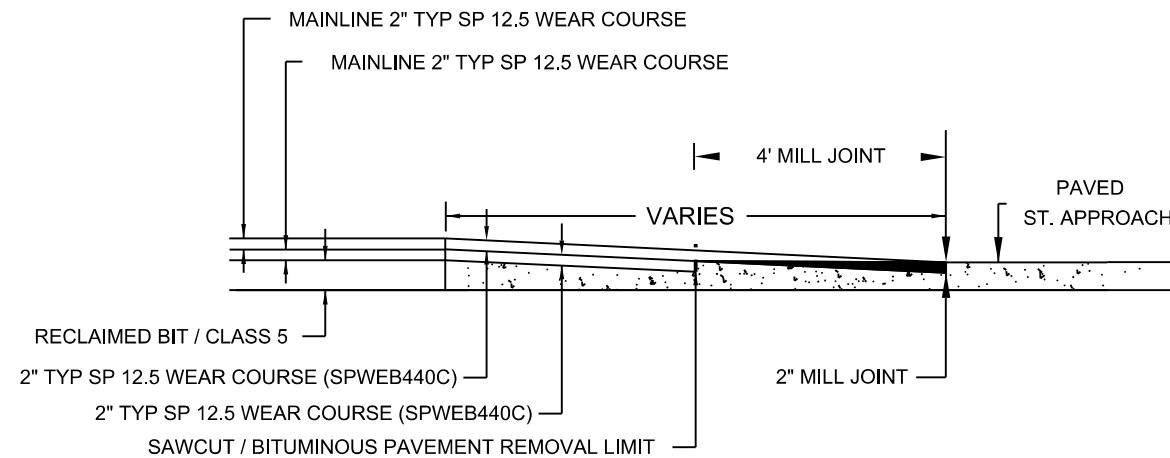 MAINLINE 2" TYP SP 12.5 WEAR COURSE
MAINLINE 2" TYP SP 12.5 WEAR COURSE
4' MILL JOINT
VARIES
PAVED
ST. APPROACH
RECLAIMED BIT / CLASS 5
2" TYP SP 12.5 WEAR COURSE (SPWEB440C)
2" MILL JOINT
2" TYP SP 12.5 WEAR COURSE (SPWEB440C)
SAWCUT / BITUMINOUS PAVEMENT REMOVAL LIMIT